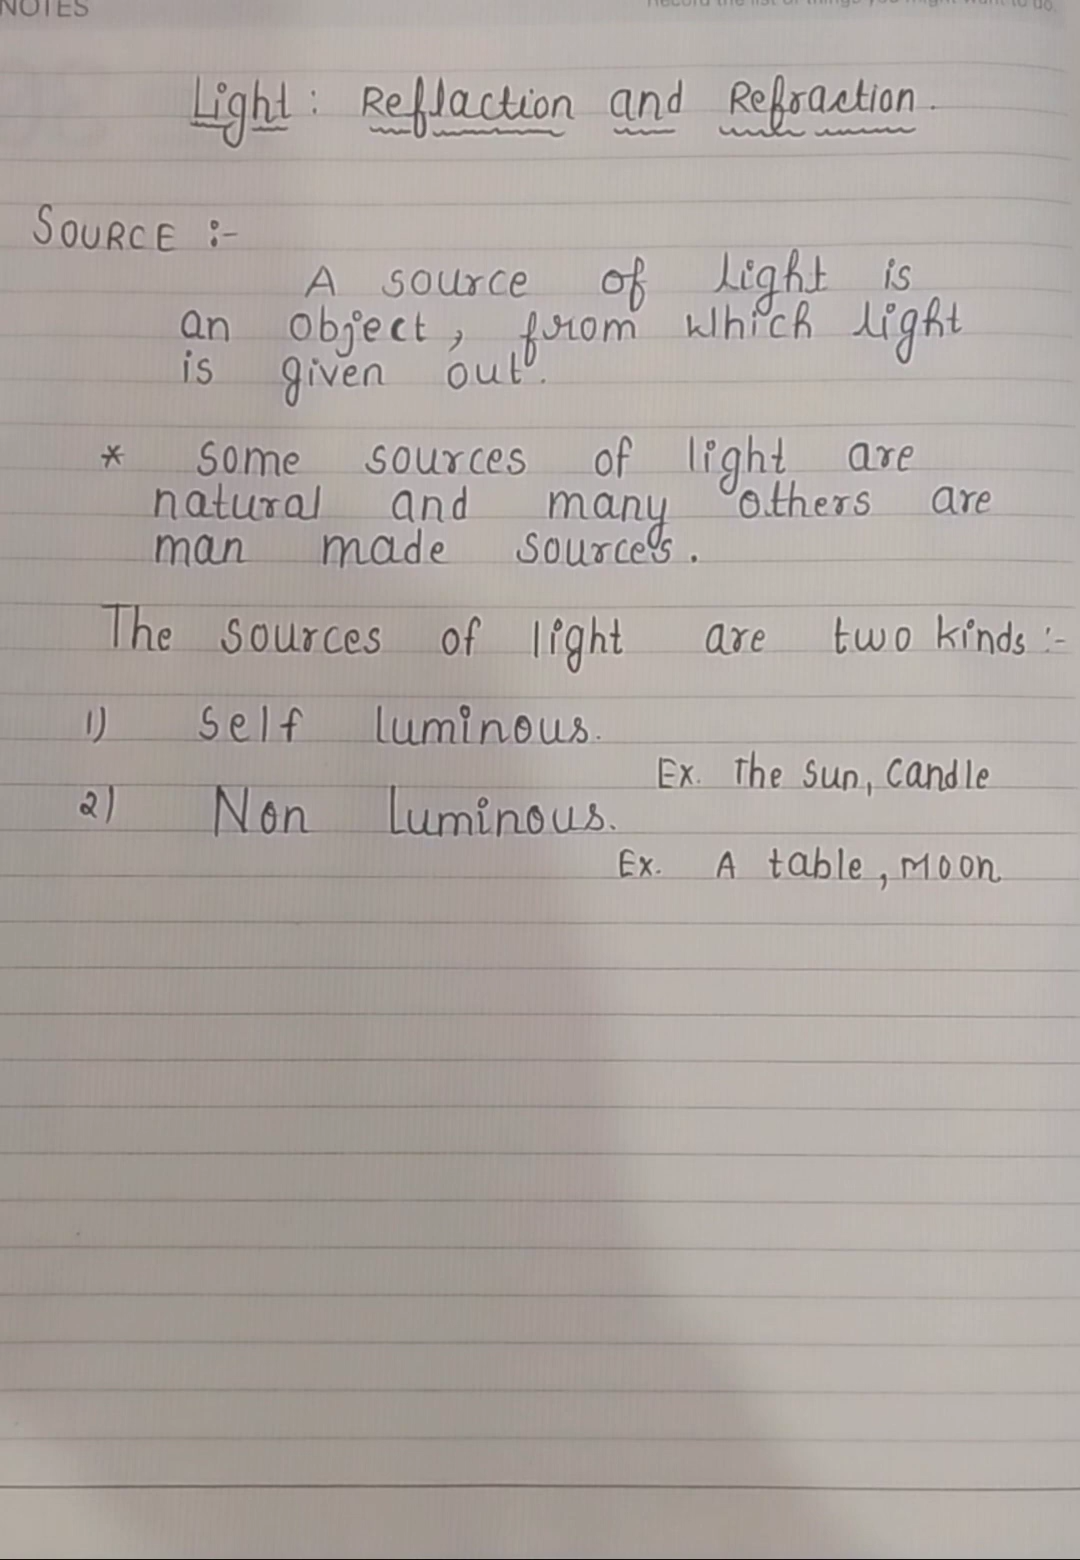 NOTES
Light: Reflaction and Refraction.
SOURCE :-
A source of light is
an object, from which light
is given out.
* Some sources of light are
natural and many others are
man made sources.
The sources of light are two kinds :-
1) Self luminous.
Ex. The Sun, Candle
2) Non luminous.
Ex. A table, Moon